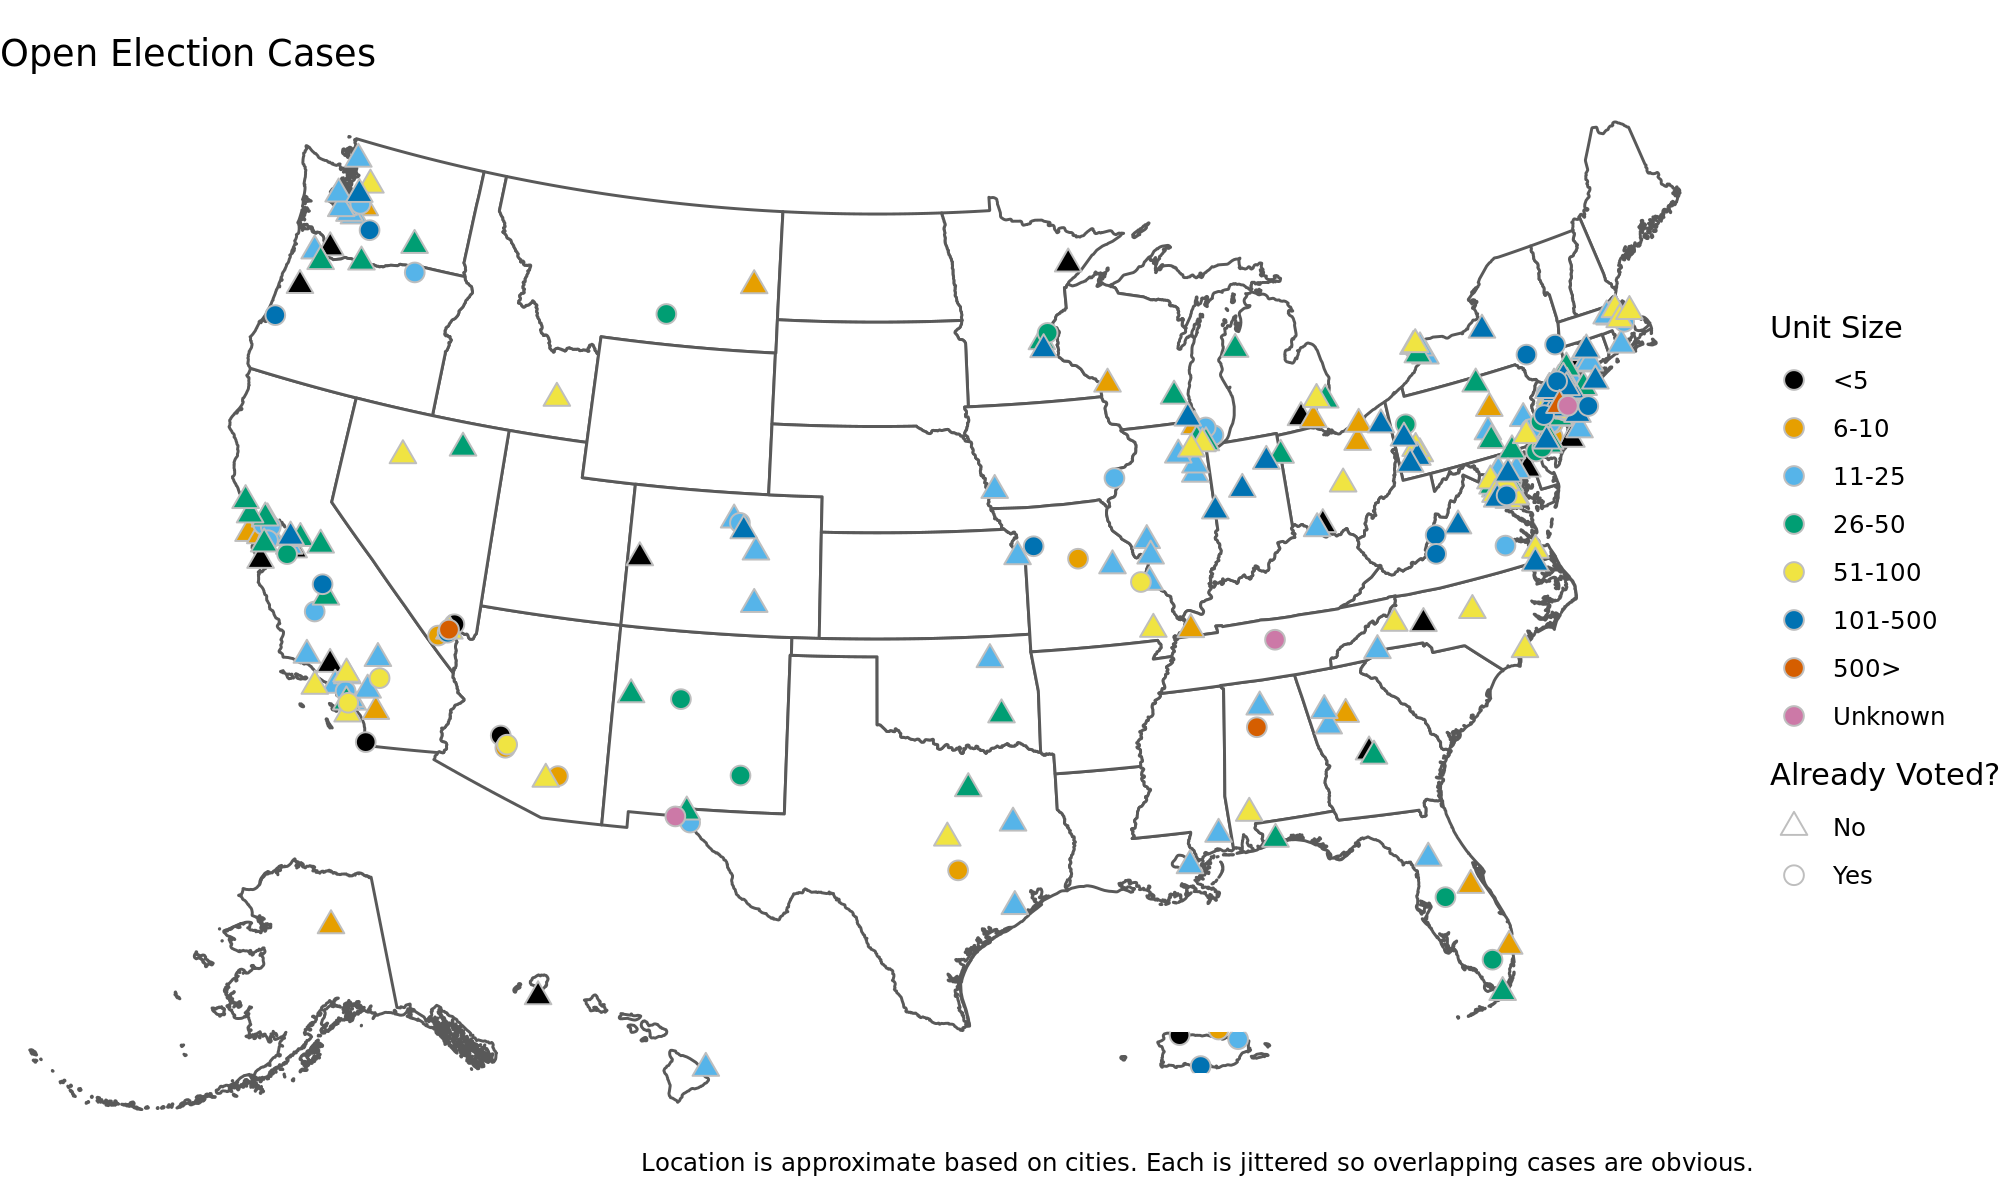 Open Election Cases
Unit Size
<5
6-10
11-25
26-50
51-100
101-500
500>
Unknown
Already Voted?
No
Yes
Location is approximate based on cities. Each is jittered so overlapping cases are obvious.